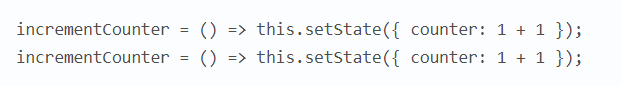 incrementCounter = () => this.setState({ counter: 1 + 1 });
incrementCounter = () => this.setState({ counter: 1 + 1 });